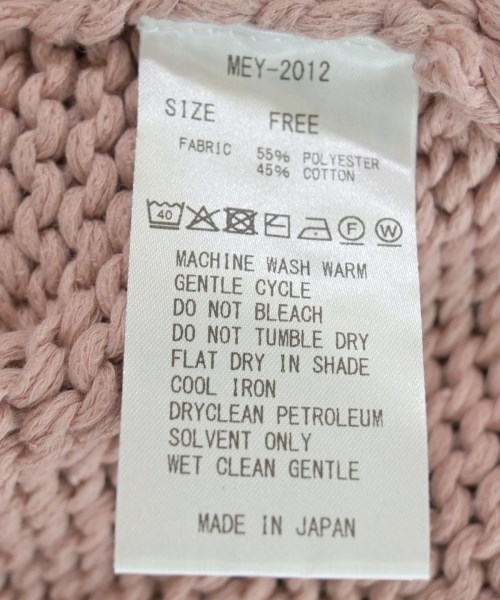 MEY-2012
SIZE FREE
FABRIC 55% POLYESTER
45% COTTON
40 F W
MACHINE WASH WARM
GENTLE CYCLE
DO NOT BLEACH
DO NOT TUMBLE DRY
FLAT DRY IN SHADE
COOL IRON
DRYCLEAN PETROLEUM
SOLVENT ONLY
WET CLEAN GENTLE
MADE IN JAPAN